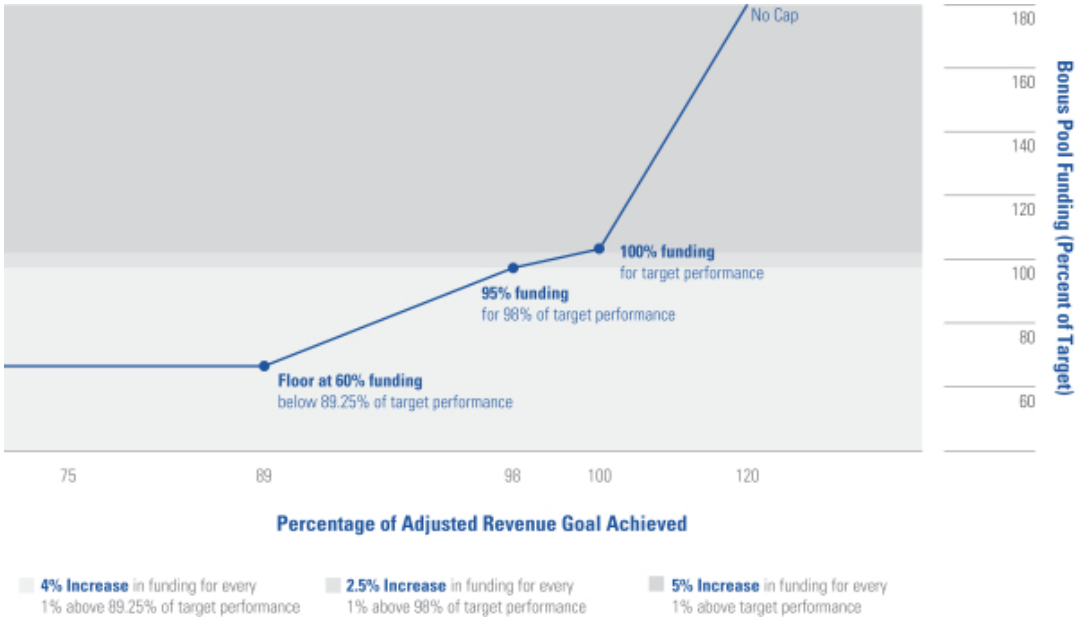 No Cap
180
160
140
120
100
80
60
Bonus Pool Funding (Percent of Target)
100% funding
for target performance
95% funding
for 98% of target performance
Floor at 60% funding
below 89.25% of target performance
75 89 98 100 120
Percentage of Adjusted Revenue Goal Achieved
4% Increase in funding for every
1% above 89.25% of target performance
2.5% Increase in funding for every
1% above 98% of target performance
5% Increase in funding for every
1% above target performance